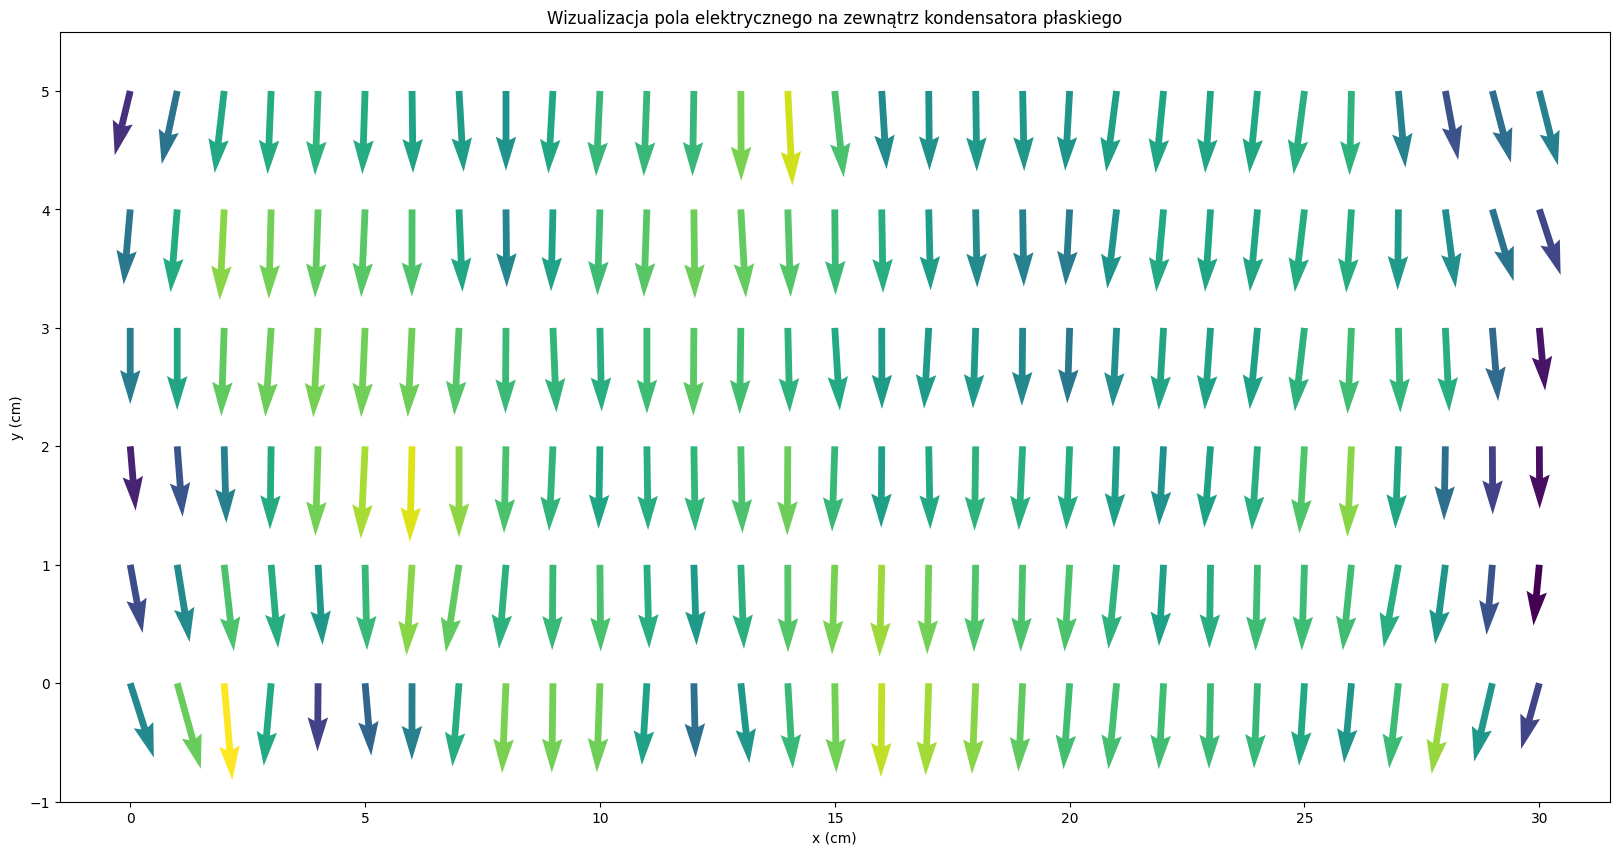 Wizualizacja pola elektrycznego na zewnątrz kondensatora płaskiego
5
4
3
2
1
0
−1
y (cm)
0 5 10 15 20 25 30
x (cm)